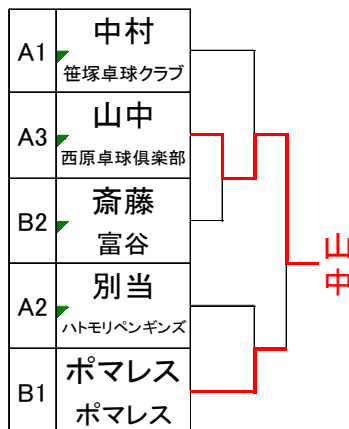 A1
中村
笹塚卓球クラブ
A3
山中
西原卓球倶楽部
B2
斎藤
富谷
A2
別当
ハトモリペンギンズ
B1
ポマレス
ポマレス
山中